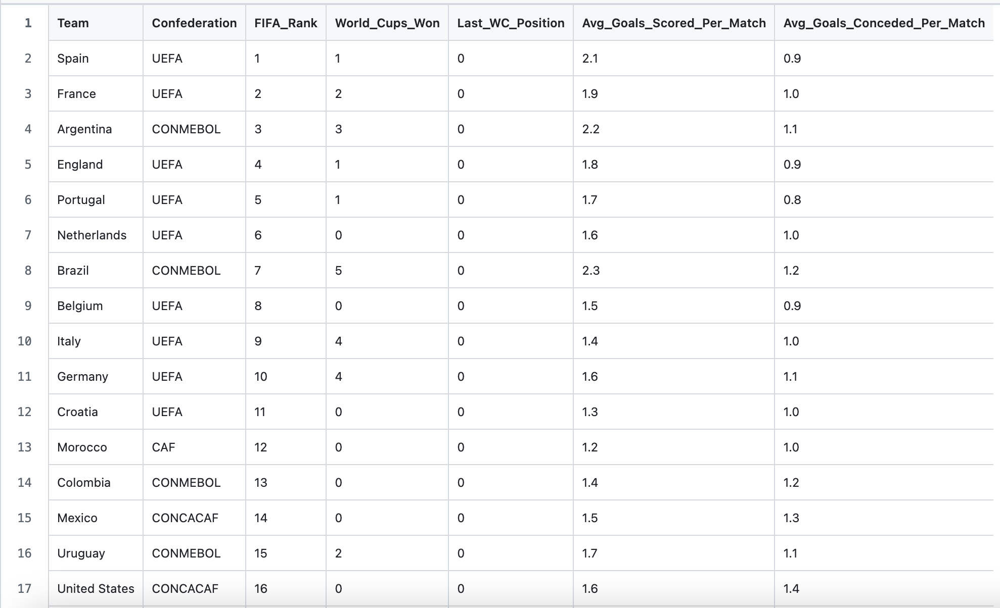 1 Team Confederation FIFA_Rank World_Cups_Won Last_WC_Position Avg_Goals_Scored_Per_Match Avg_Goals_Conceded_Per_Match
2 Spain UEFA 1 1 0 2.1 0.9
3 France UEFA 2 2 0 1.9 1.0
4 Argentina CONMEBOL 3 3 0 2.2 1.1
5 England UEFA 4 1 0 1.8 0.9
6 Portugal UEFA 5 1 0 1.7 0.8
7 Netherlands UEFA 6 0 0 1.6 1.0
8 Brazil CONMEBOL 7 5 0 2.3 1.2
9 Belgium UEFA 8 0 0 1.5 0.9
10 Italy UEFA 9 4 0 1.4 1.0
11 Germany UEFA 10 4 0 1.6 1.1
12 Croatia UEFA 11 0 0 1.3 1.0
13 Morocco CAF 12 0 0 1.2 1.0
14 Colombia CONMEBOL 13 0 0 1.4 1.2
15 Mexico CONCACAF 14 0 0 1.5 1.3
16 Uruguay CONMEBOL 15 2 0 1.7 1.1
17 United States CONCACAF 16 0 0 1.6 1.4